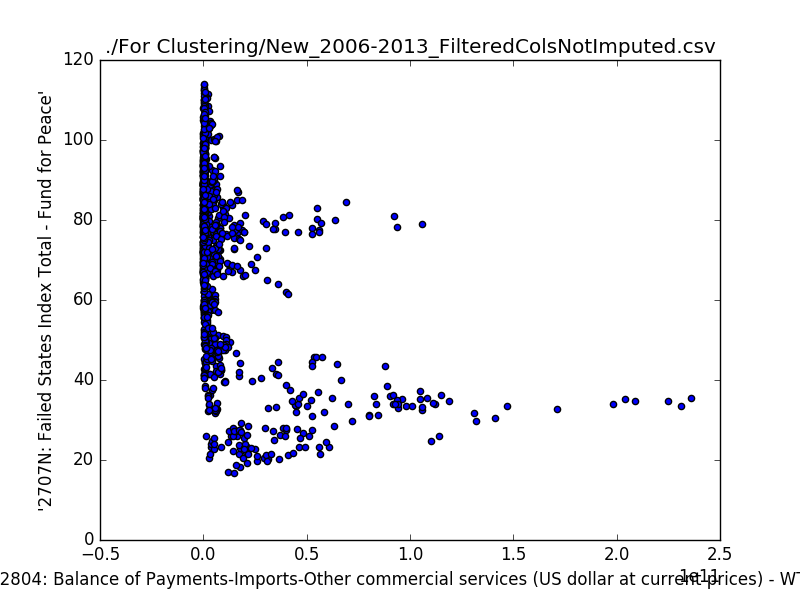 ./For Clustering/New_2006-2013_FilteredColsNotImputed.csv
'2707N: Failed States Index Total - Fund for Peace'
120
100
80
60
40
20
0
−0.5 0.0 0.5 1.0 1.5 2.0 2.5
1e11
2804: Balance of Payments-Imports-Other commercial services (US dollar at current prices) - WT